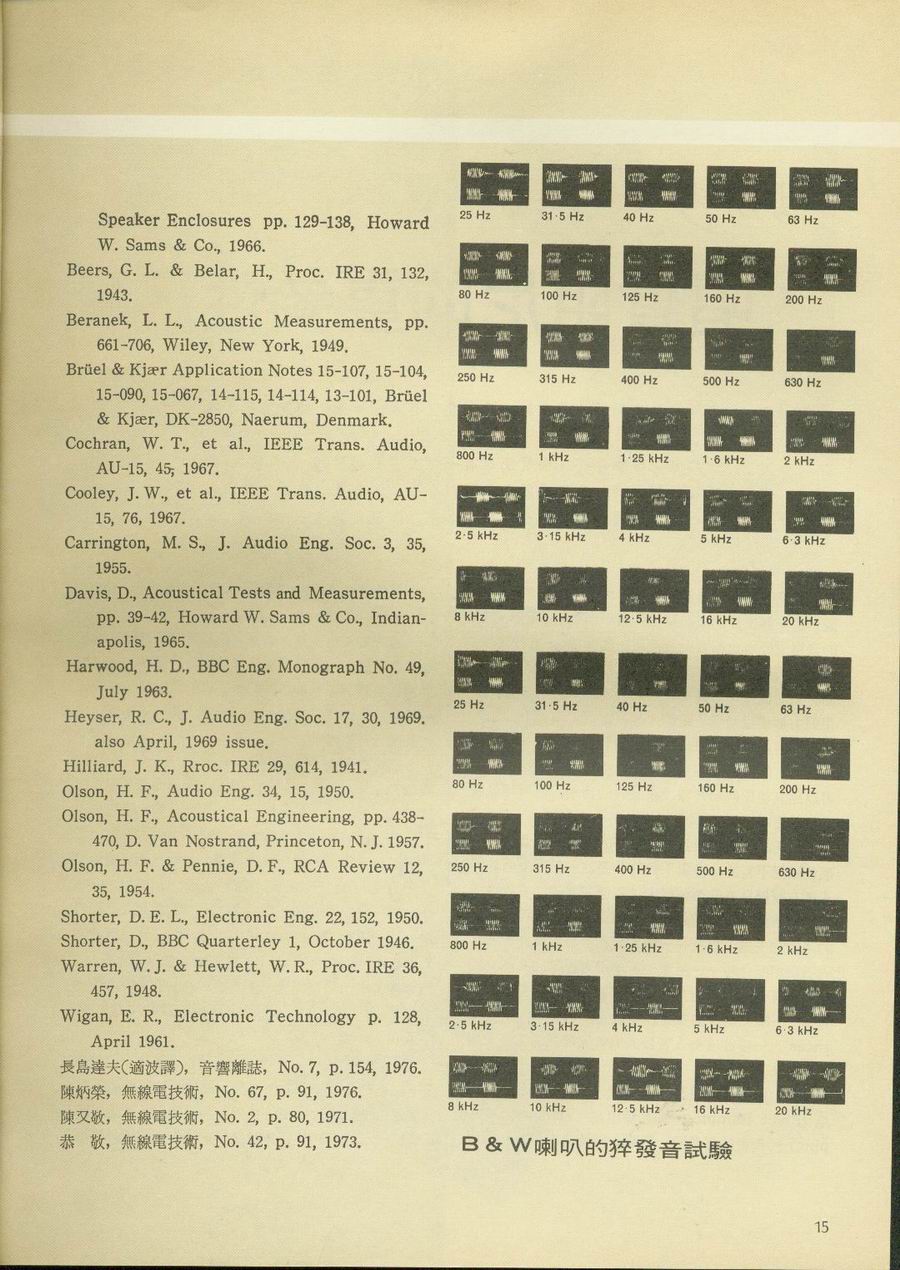 Speaker Enclosures pp. 129-138, Howard
W. Sams & Co., 1966.
Beers, G. L. & Belar, H., Proc. IRE 31, 132,
1943.
Beranek, L. L., Acoustic Measurements, pp.
661-706, Wiley, New York, 1949.
Brüel & Kjær Application Notes 15-107, 15-104,
15-090, 15-067, 14-115, 14-114, 13-101, Brüel
& Kjær, DK-2850, Naerum, Denmark.
Cochran, W. T., et al., IEEE Trans. Audio,
AU-15, 45; 1967.
Cooley, J. W., et al., IEEE Trans. Audio, AU-
15, 76, 1967.
Carrington, M. S., J. Audio Eng. Soc. 3, 35,
1955.
Davis, D., Acoustical Tests and Measurements,
pp. 39-42, Howard W. Sams & Co., Indian-
apolis, 1965.
Harwood, H. D., BBC Eng. Monograph No. 49,
July 1963.
Heyser, R. C., J. Audio Eng. Soc. 17, 30, 1969.
also April, 1969 issue.
Hilliard, J. K., Rroc. IRE 29, 614, 1941.
Olson, H. F., Audio Eng. 34, 15, 1950.
Olson, H. F., Acoustical Engineering, pp. 438-
470, D. Van Nostrand, Princeton, N. J. 1957.
Olson, H. F. & Pennie, D. F., RCA Review 12,
35, 1954.
Shorter, D. E. L., Electronic Eng. 22, 152, 1950.
Shorter, D., BBC Quarterley 1, October 1946.
Warren, W. J. & Hewlett, W. R., Proc. IRE 36,
457, 1948.
Wigan, E. R., Electronic Technology p. 128,
April 1961.
長島達夫(適波譯), 音響雜誌, No. 7, p. 154, 1976.
陳炳榮, 無線電技術, No. 67, p. 91, 1976.
陳又敬, 無線電技術, No. 2, p. 80, 1971.
恭 敬, 無線電技術, No. 42, p. 91, 1973.
25 Hz 31·5 Hz 40 Hz 50 Hz 63 Hz
80 Hz 100 Hz 125 Hz 160 Hz 200 Hz
250 Hz 315 Hz 400 Hz 500 Hz 630 Hz
800 Hz 1 kHz 1·25 kHz 1·6 kHz 2 kHz
2·5 kHz 3·15 kHz 4 kHz 5 kHz 6·3 kHz
8 kHz 10 kHz 12·5 kHz 16 kHz 20 kHz
25 Hz 31·5 Hz 40 Hz 50 Hz 63 Hz
80 Hz 100 Hz 125 Hz 160 Hz 200 Hz
250 Hz 315 Hz 400 Hz 500 Hz 630 Hz
800 Hz 1 kHz 1·25 kHz 1·6 kHz 2 kHz
2·5 kHz 3·15 kHz 4 kHz 5 kHz 6·3 kHz
8 kHz 10 kHz 12·5 kHz 16 kHz 20 kHz
B & W喇叭的猝發音試驗
15